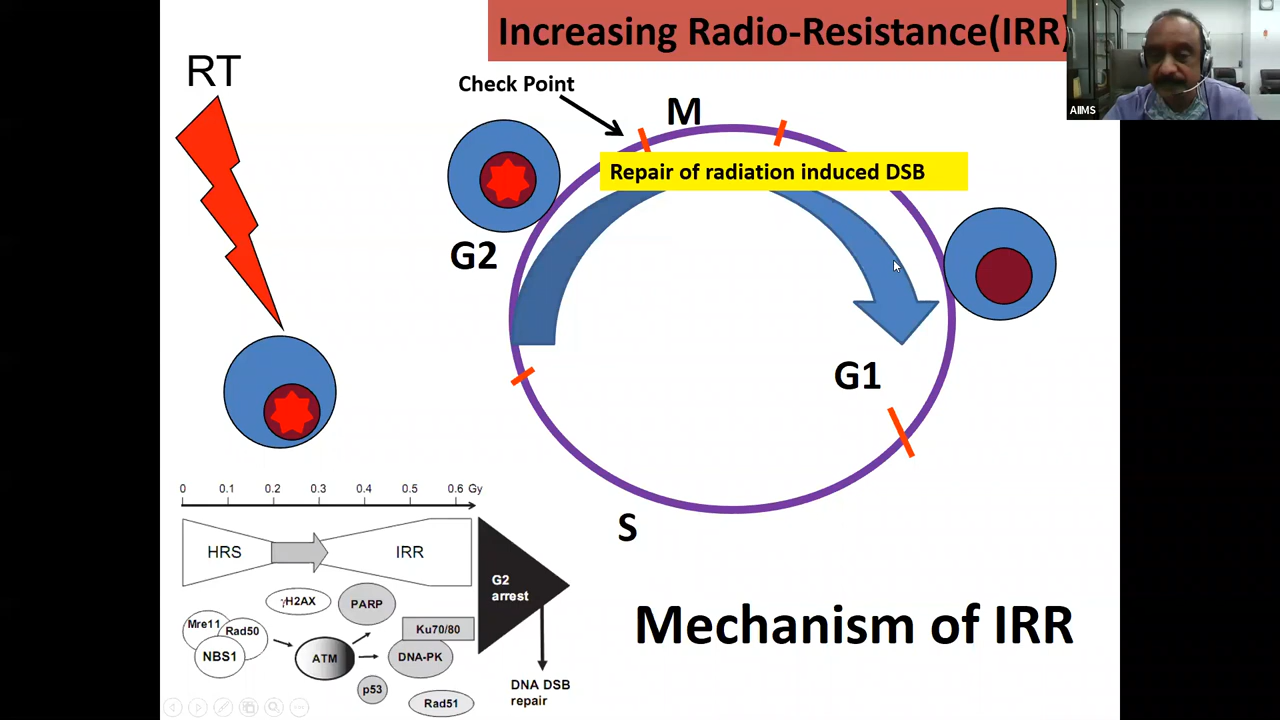 Increasing Radio-Resistance(IRR)
AIIMS
RT
Check Point
M
Repair of radiation induced DSB
G2
G1
S
0 0.1 0.2 0.3 0.4 0.5 0.6 Gy
HRS
IRR
G2
arrest
γH2AX
PARP
Mre11
Rad50
Ku70/80
NBS1
ATM
DNA-PK
p53
Rad51
DNA DSB
repair
Mechanism of IRR